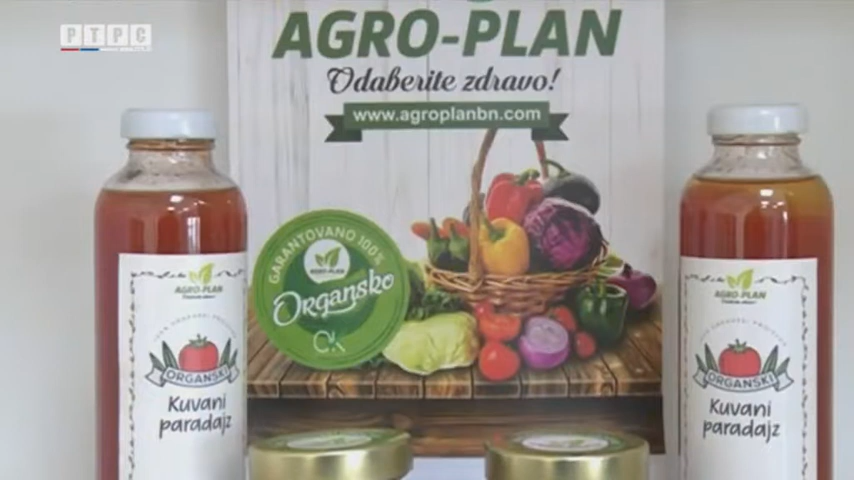 РТРС
AGRO-PLAN
Odaberite zdravo!
www.agroplanbn.com
GARANTOVANO 100%
AGRO-PLAN
Organsko
OK
AGRO-PLAN
ORGANSKI
Kuvani
paradajz
AGRO-PLAN
ORGANSKI
Kuvani
paradajz